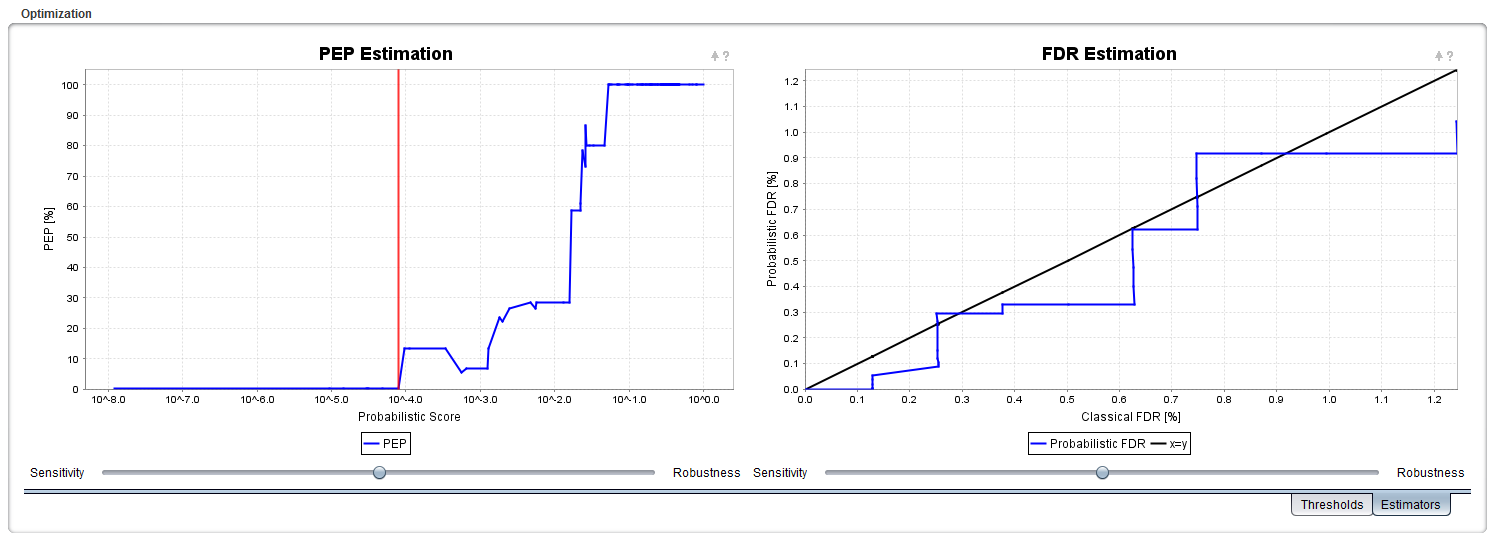 Optimization
PEP Estimation
?
PEP [%]
100
90
80
70
60
50
40
30
20
10
0
10^-8.0 10^-7.0 10^-6.0 10^-5.0 10^-4.0 10^-3.0 10^-2.0 10^-1.0 10^0.0
Probabilistic Score
PEP
Sensitivity Robustness
FDR Estimation
?
Probabilistic FDR [%]
1.2
1.1
1.0
0.9
0.8
0.7
0.6
0.5
0.4
0.3
0.2
0.1
0.0
0.0 0.1 0.2 0.3 0.4 0.5 0.6 0.7 0.8 0.9 1.0 1.1 1.2
Classical FDR [%]
Probabilistic FDR x=y
Sensitivity Robustness
Thresholds Estimators